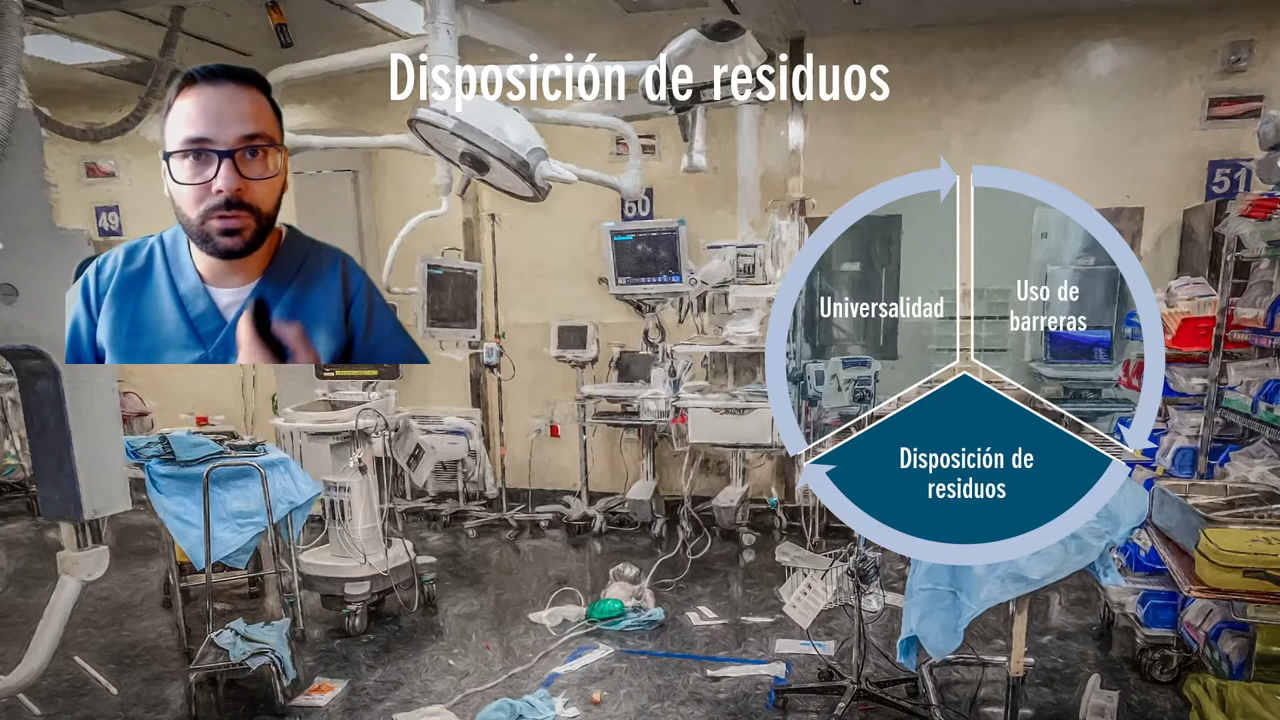 Disposición de residuos
49
60
51
Universalidad
Uso de
barreras
Disposición de
residuos